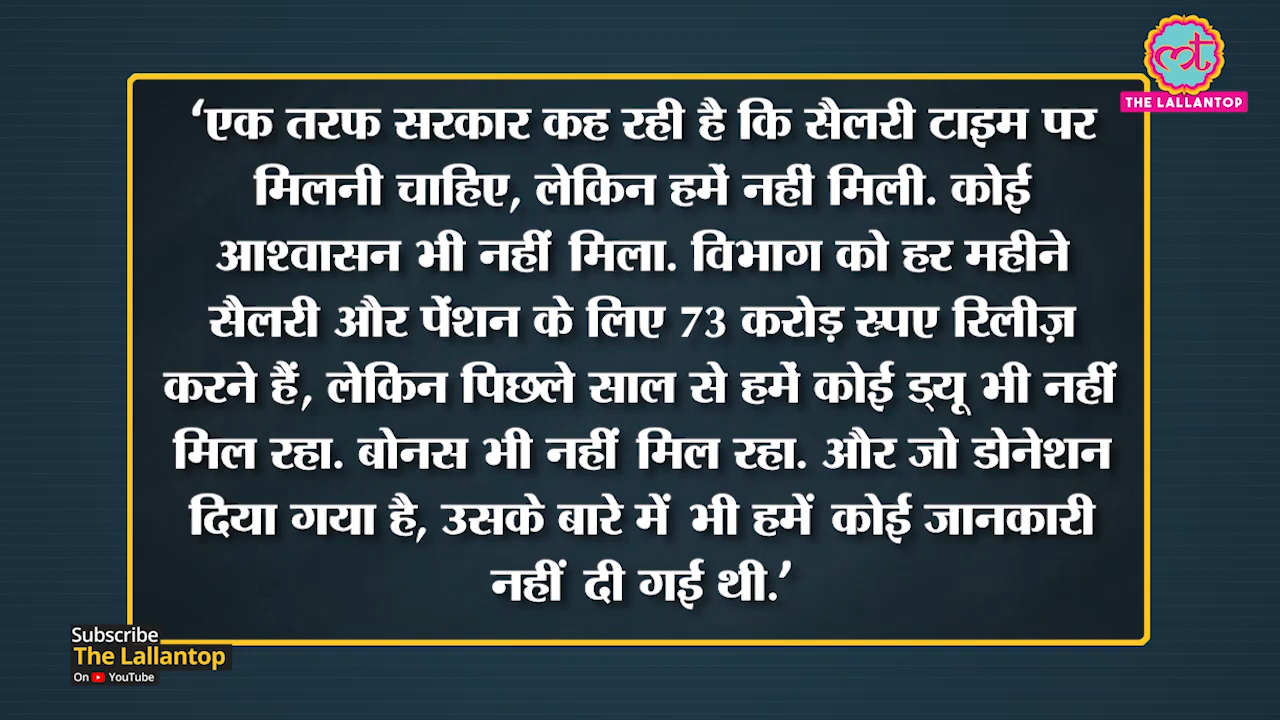 THE LALLANTOP
‘एक तरफ सरकार कह रही है कि सैलरी टाइम पर
मिलनी चाहिए, लेकिन हमें नहीं मिली. कोई
आश्वासन भी नहीं मिला. विभाग को हर महीने
सैलरी और पेंशन के लिए 73 करोड़ रुपए रिलीज़
करने हैं, लेकिन पिछले साल से हमें कोई ड्यू भी नहीं
मिल रहा. बोनस भी नहीं मिल रहा. और जो डोनेशन
दिया गया है, उसके बारे में भी हमें कोई जानकारी
नहीं दी गई थी.’
Subscribe
The Lallantop
On YouTube